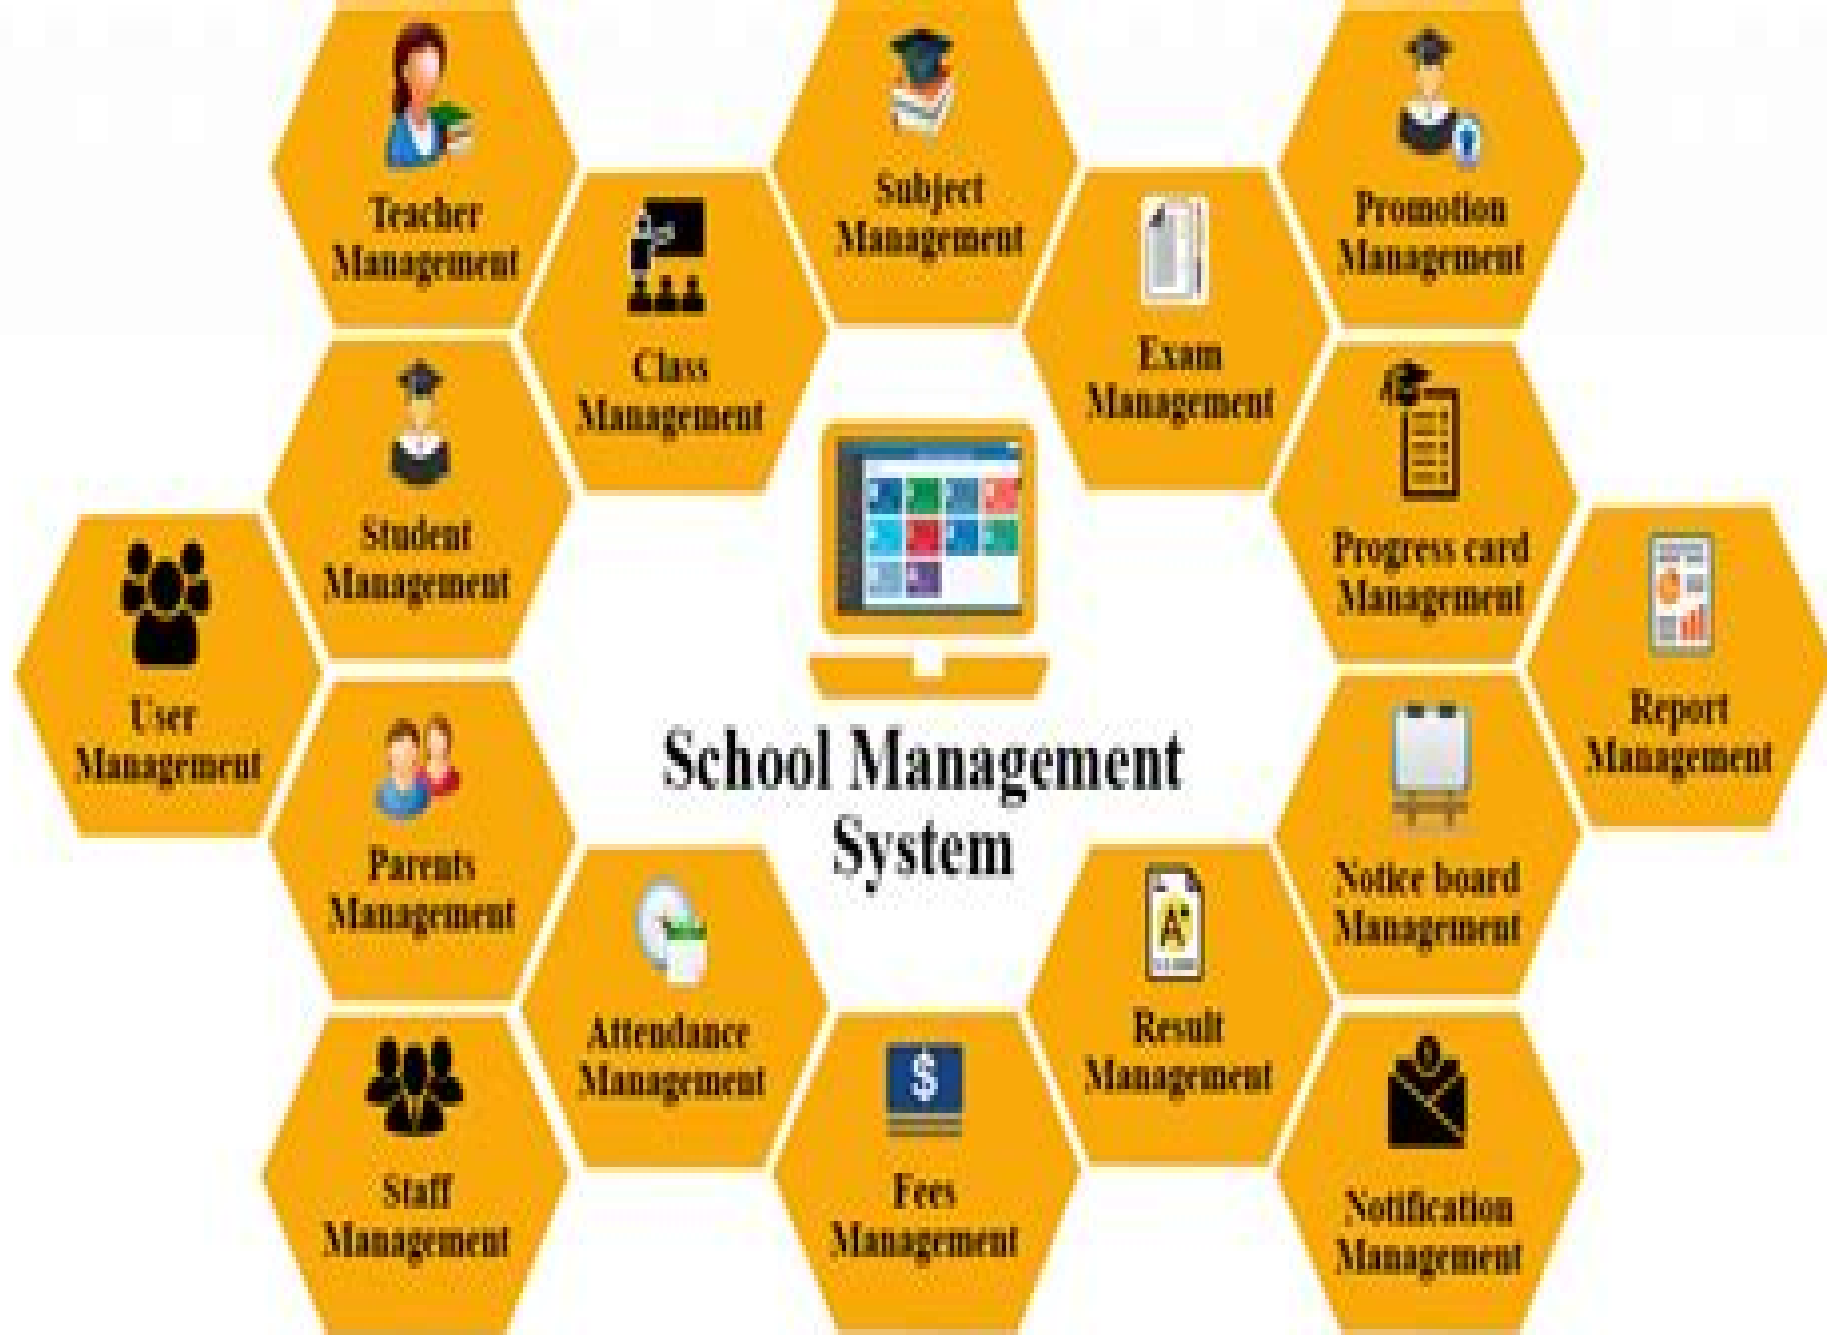 Teacher
Management
Subject
Management
Promotion
Management
Class
Management
Exam
Management
Student
Management
Progress card
Management
User
Management
Report
Management
School Management
System
Parents
Management
Notice board
Management
Attendance
Management
Result
Management
Staff
Management
Fees
Management
Notification
Management
$
A+